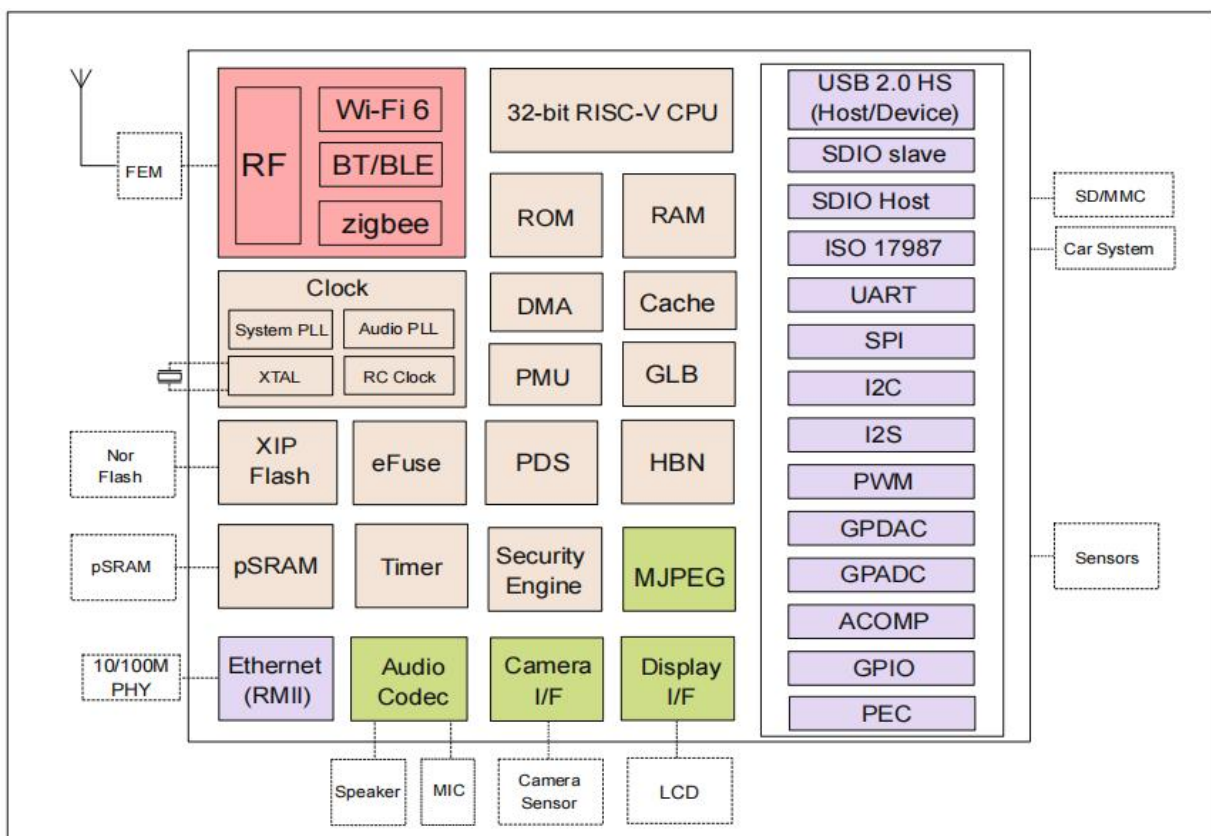 FEM
RF
Wi-Fi 6
BT/BLE
zigbee
Clock
System PLL
Audio PLL
XTAL
RC Clock
32-bit RISC-V CPU
ROM
RAM
DMA
Cache
PMU
GLB
Nor
Flash
XIP
Flash
eFuse
PDS
HBN
pSRAM
pSRAM
Timer
Security
Engine
MJPEG
10/100M
PHY
Ethernet
(RMII)
Audio
Codec
Camera
I/F
Display
I/F
Speaker
MIC
Camera
Sensor
LCD
USB 2.0 HS
(Host/Device)
SDIO slave
SDIO Host
ISO 17987
UART
SPI
I2C
I2S
PWM
GPDAC
GPADC
ACOMP
GPIO
PEC
SD/MMC
Car System
Sensors